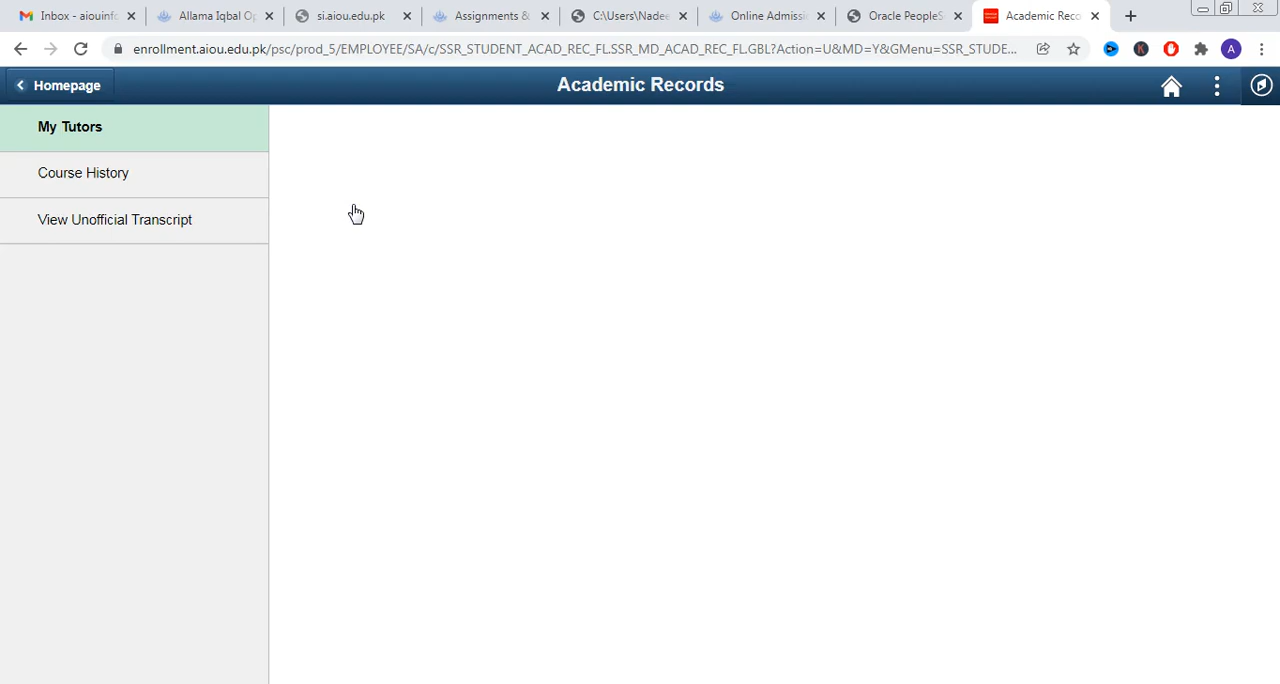 Inbox - aiouinfo
Allama Iqbal Op
si.aiou.edu.pk
Assignments &
C:\Users\Nadee
Online Admissi
Oracle PeopleS
Academic Reco
enrollment.aiou.edu.pk/psc/prod_5/EMPLOYEE/SA/c/SSR_STUDENT_ACAD_REC_FL.SSR_MD_ACAD_REC_FL.GBL?Action=U&MD=Y&GMenu=SSR_STUDE...
K
A
Homepage
Academic Records
My Tutors
Course History
View Unofficial Transcript